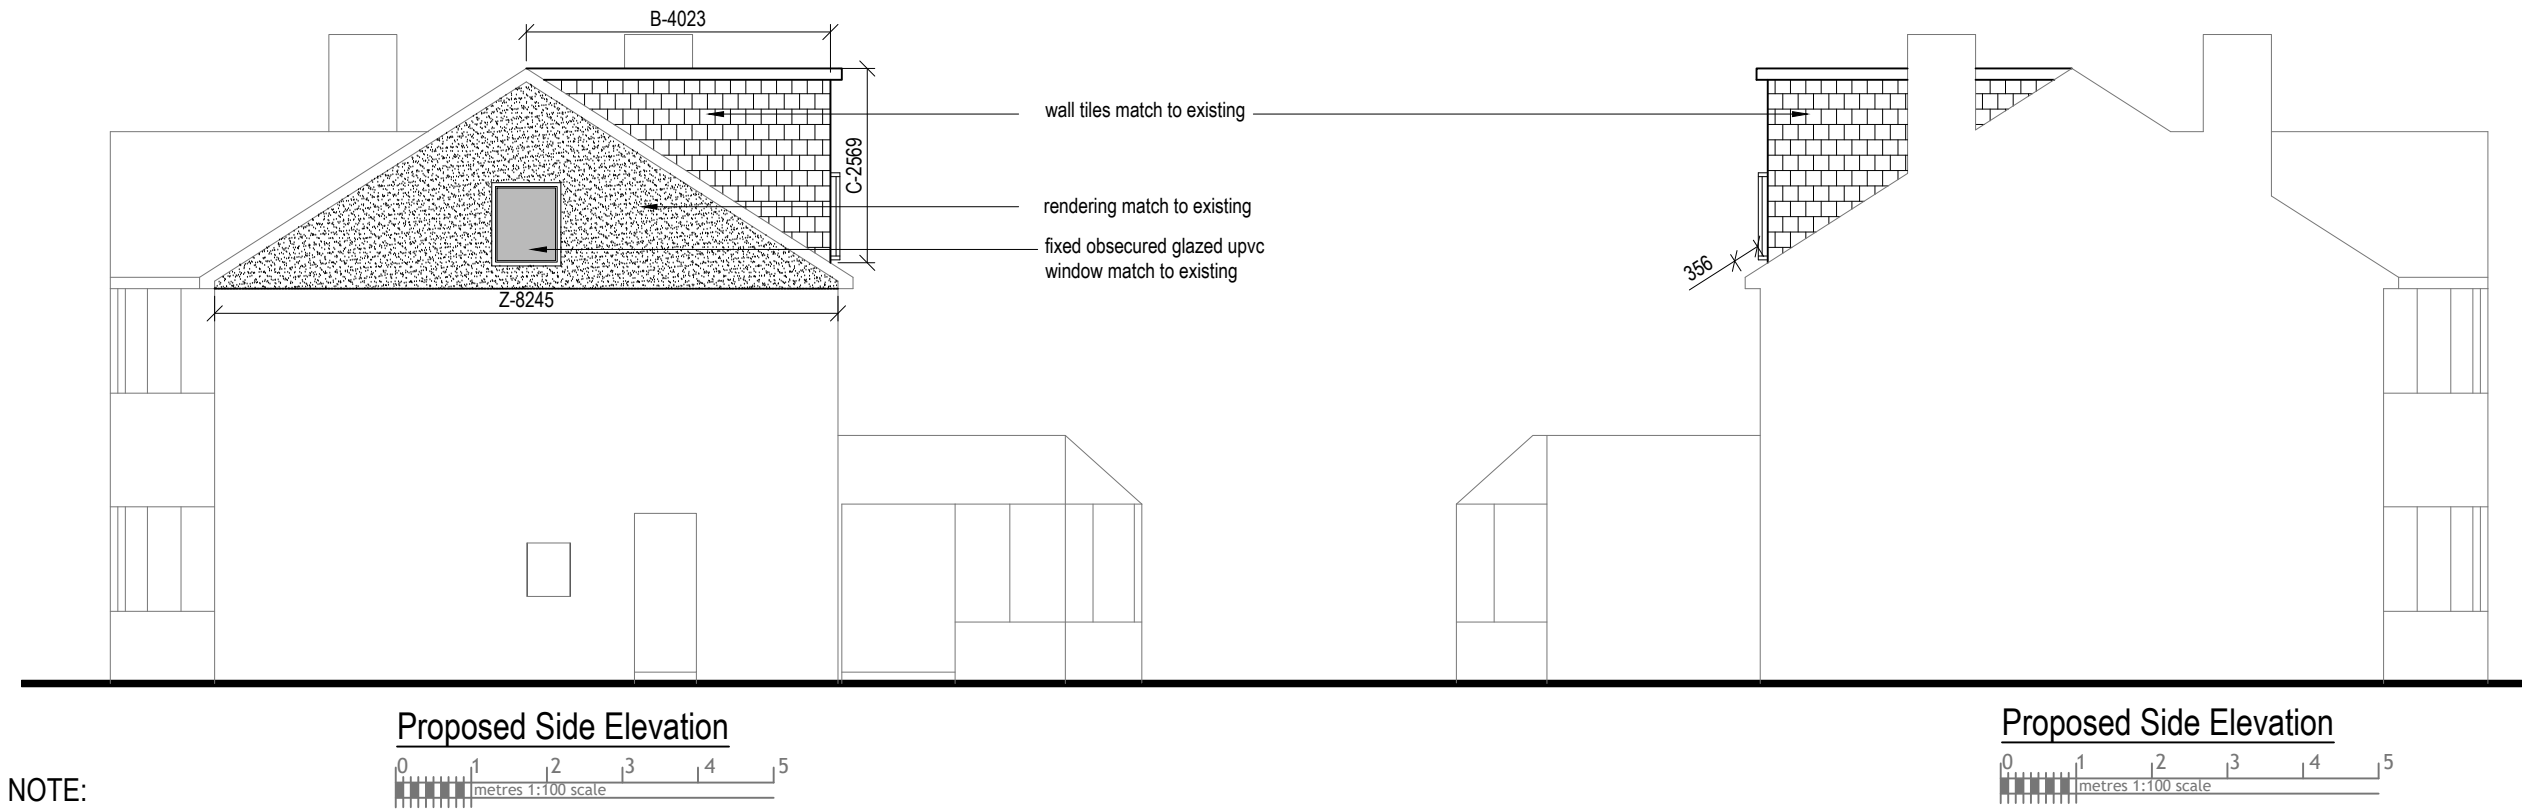 B-4023
C-2569
wall tiles match to existing
rendering match to existing
fixed obsecured glazed upvc
window match to existing
Z-8245
356
Proposed Side Elevation
0 1 2 3 4 5
metres 1:100 scale
Proposed Side Elevation
0 1 2 3 4 5
metres 1:100 scale
NOTE: